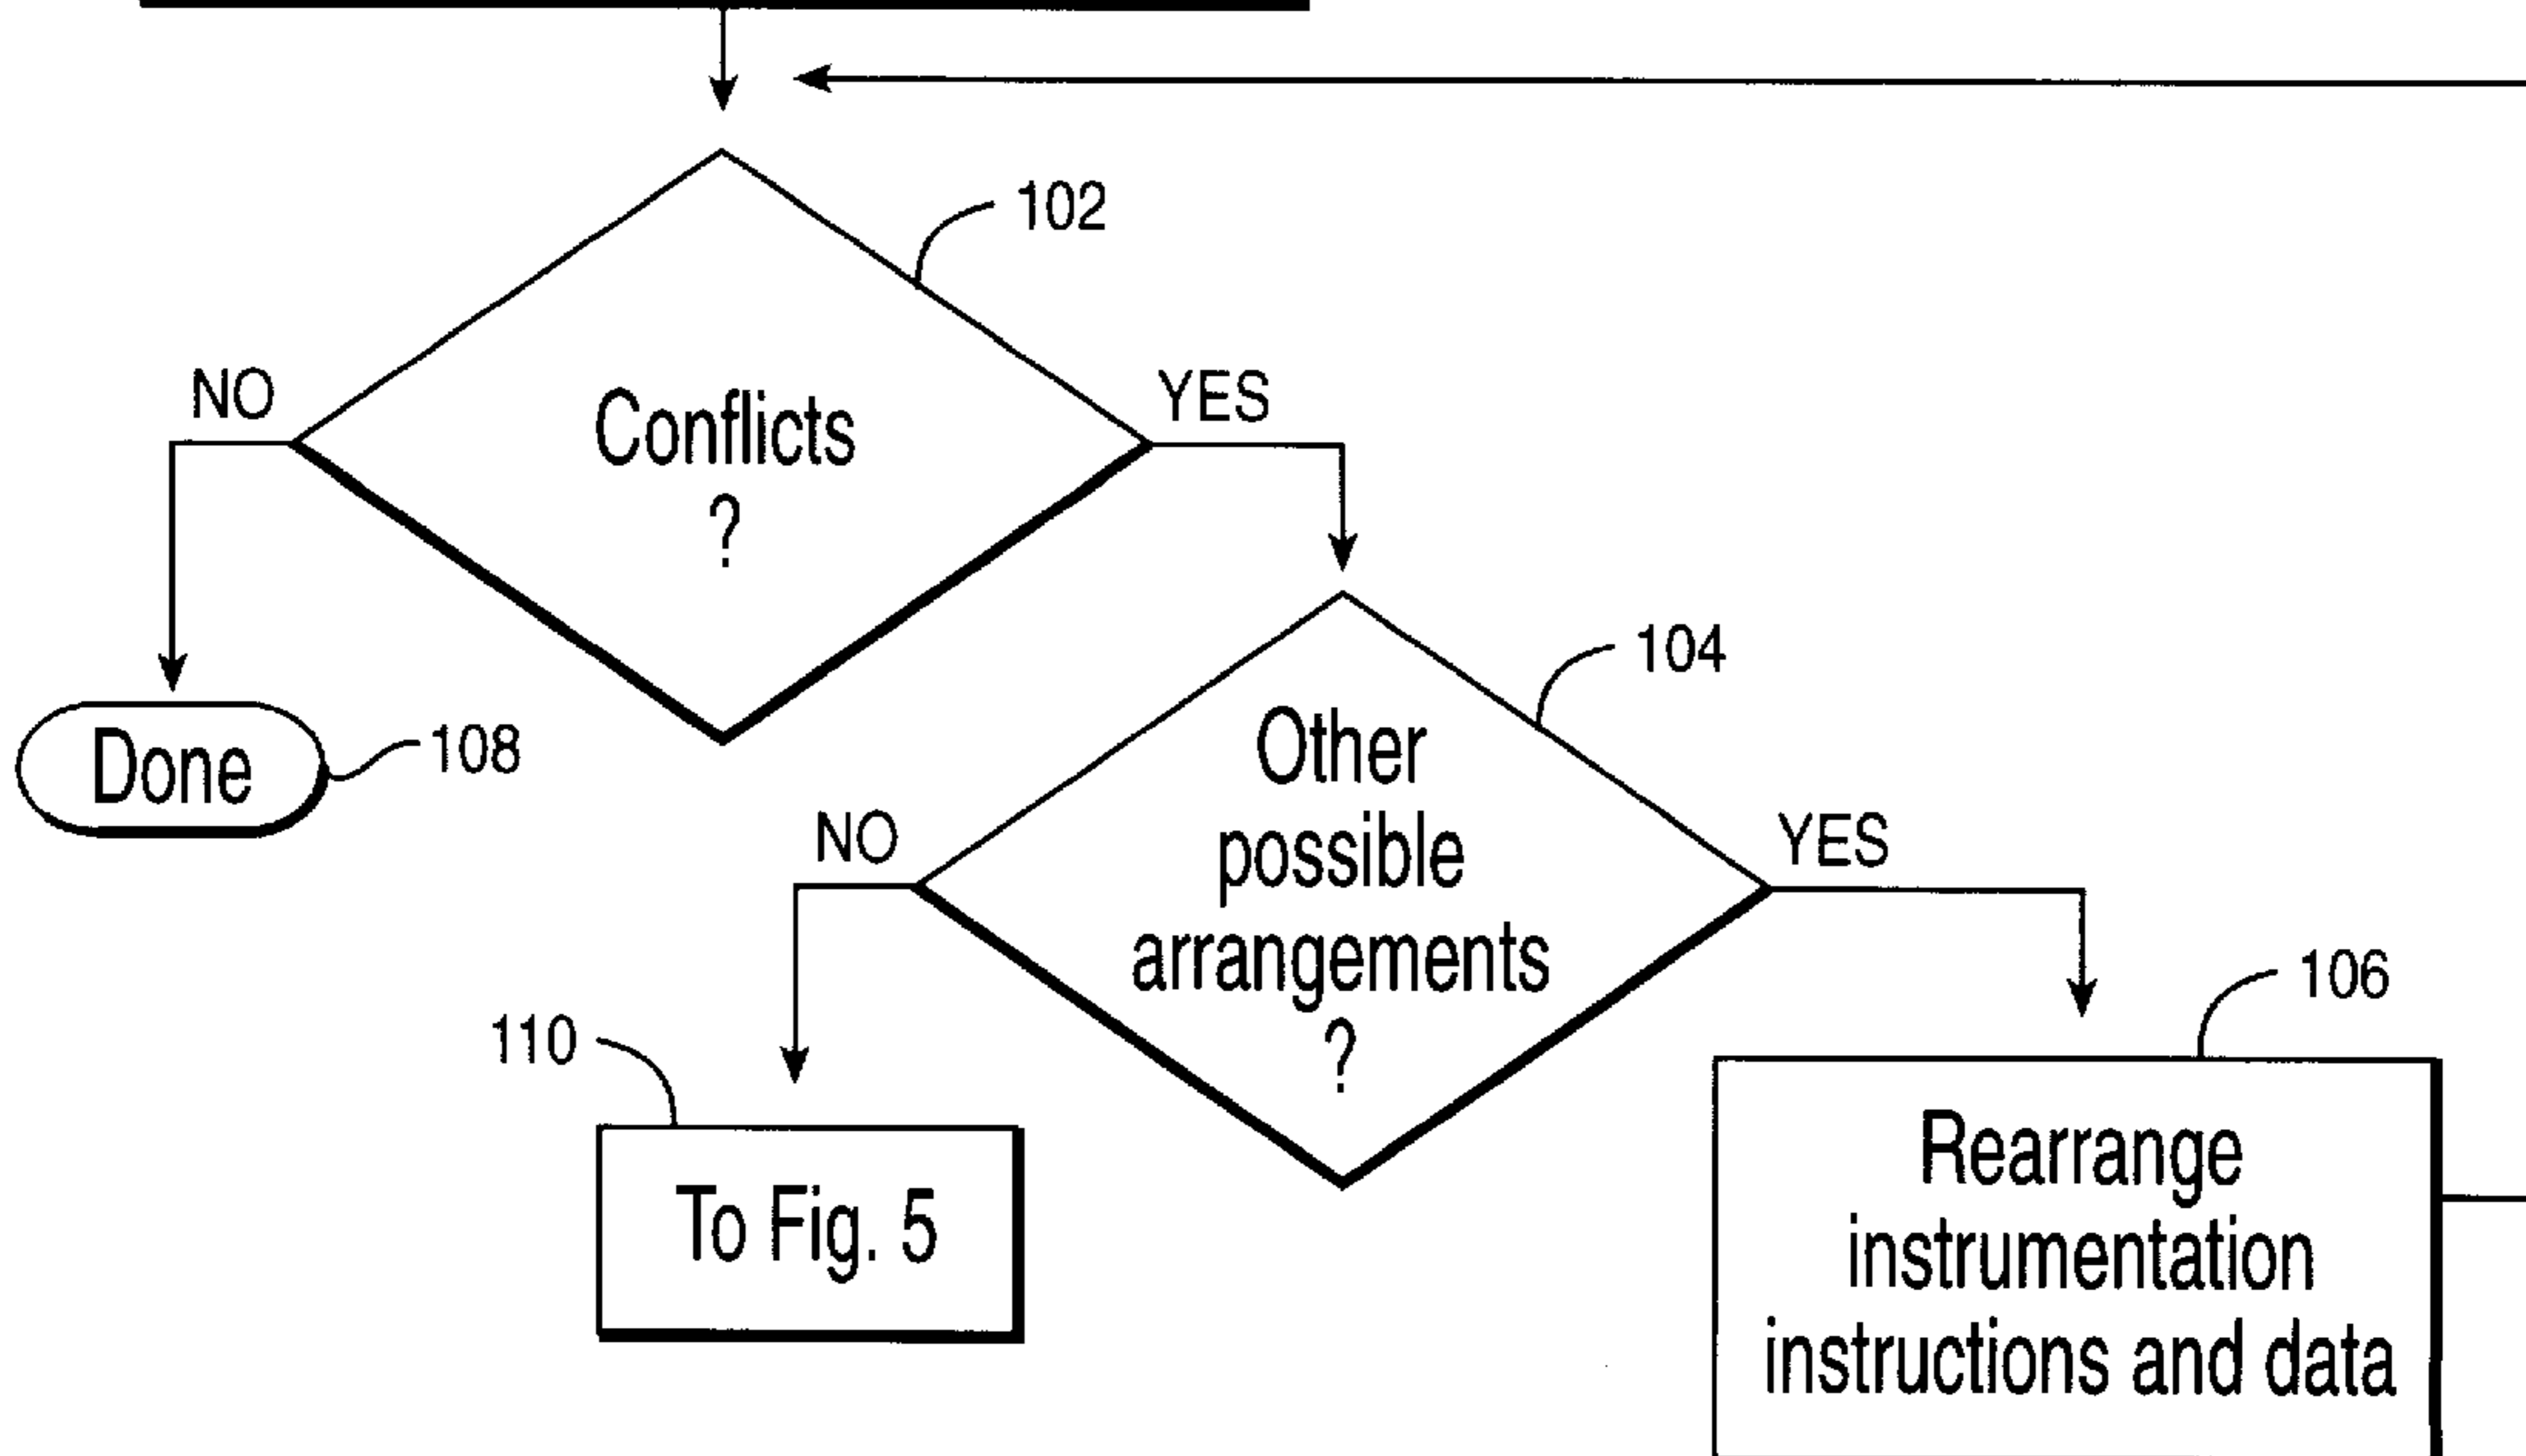 102
NO
YES
Conflicts
?
104
Done
108
Other
possible
arrangements
?
NO
YES
106
110
To Fig. 5
Rearrange
instrumentation
instructions and data